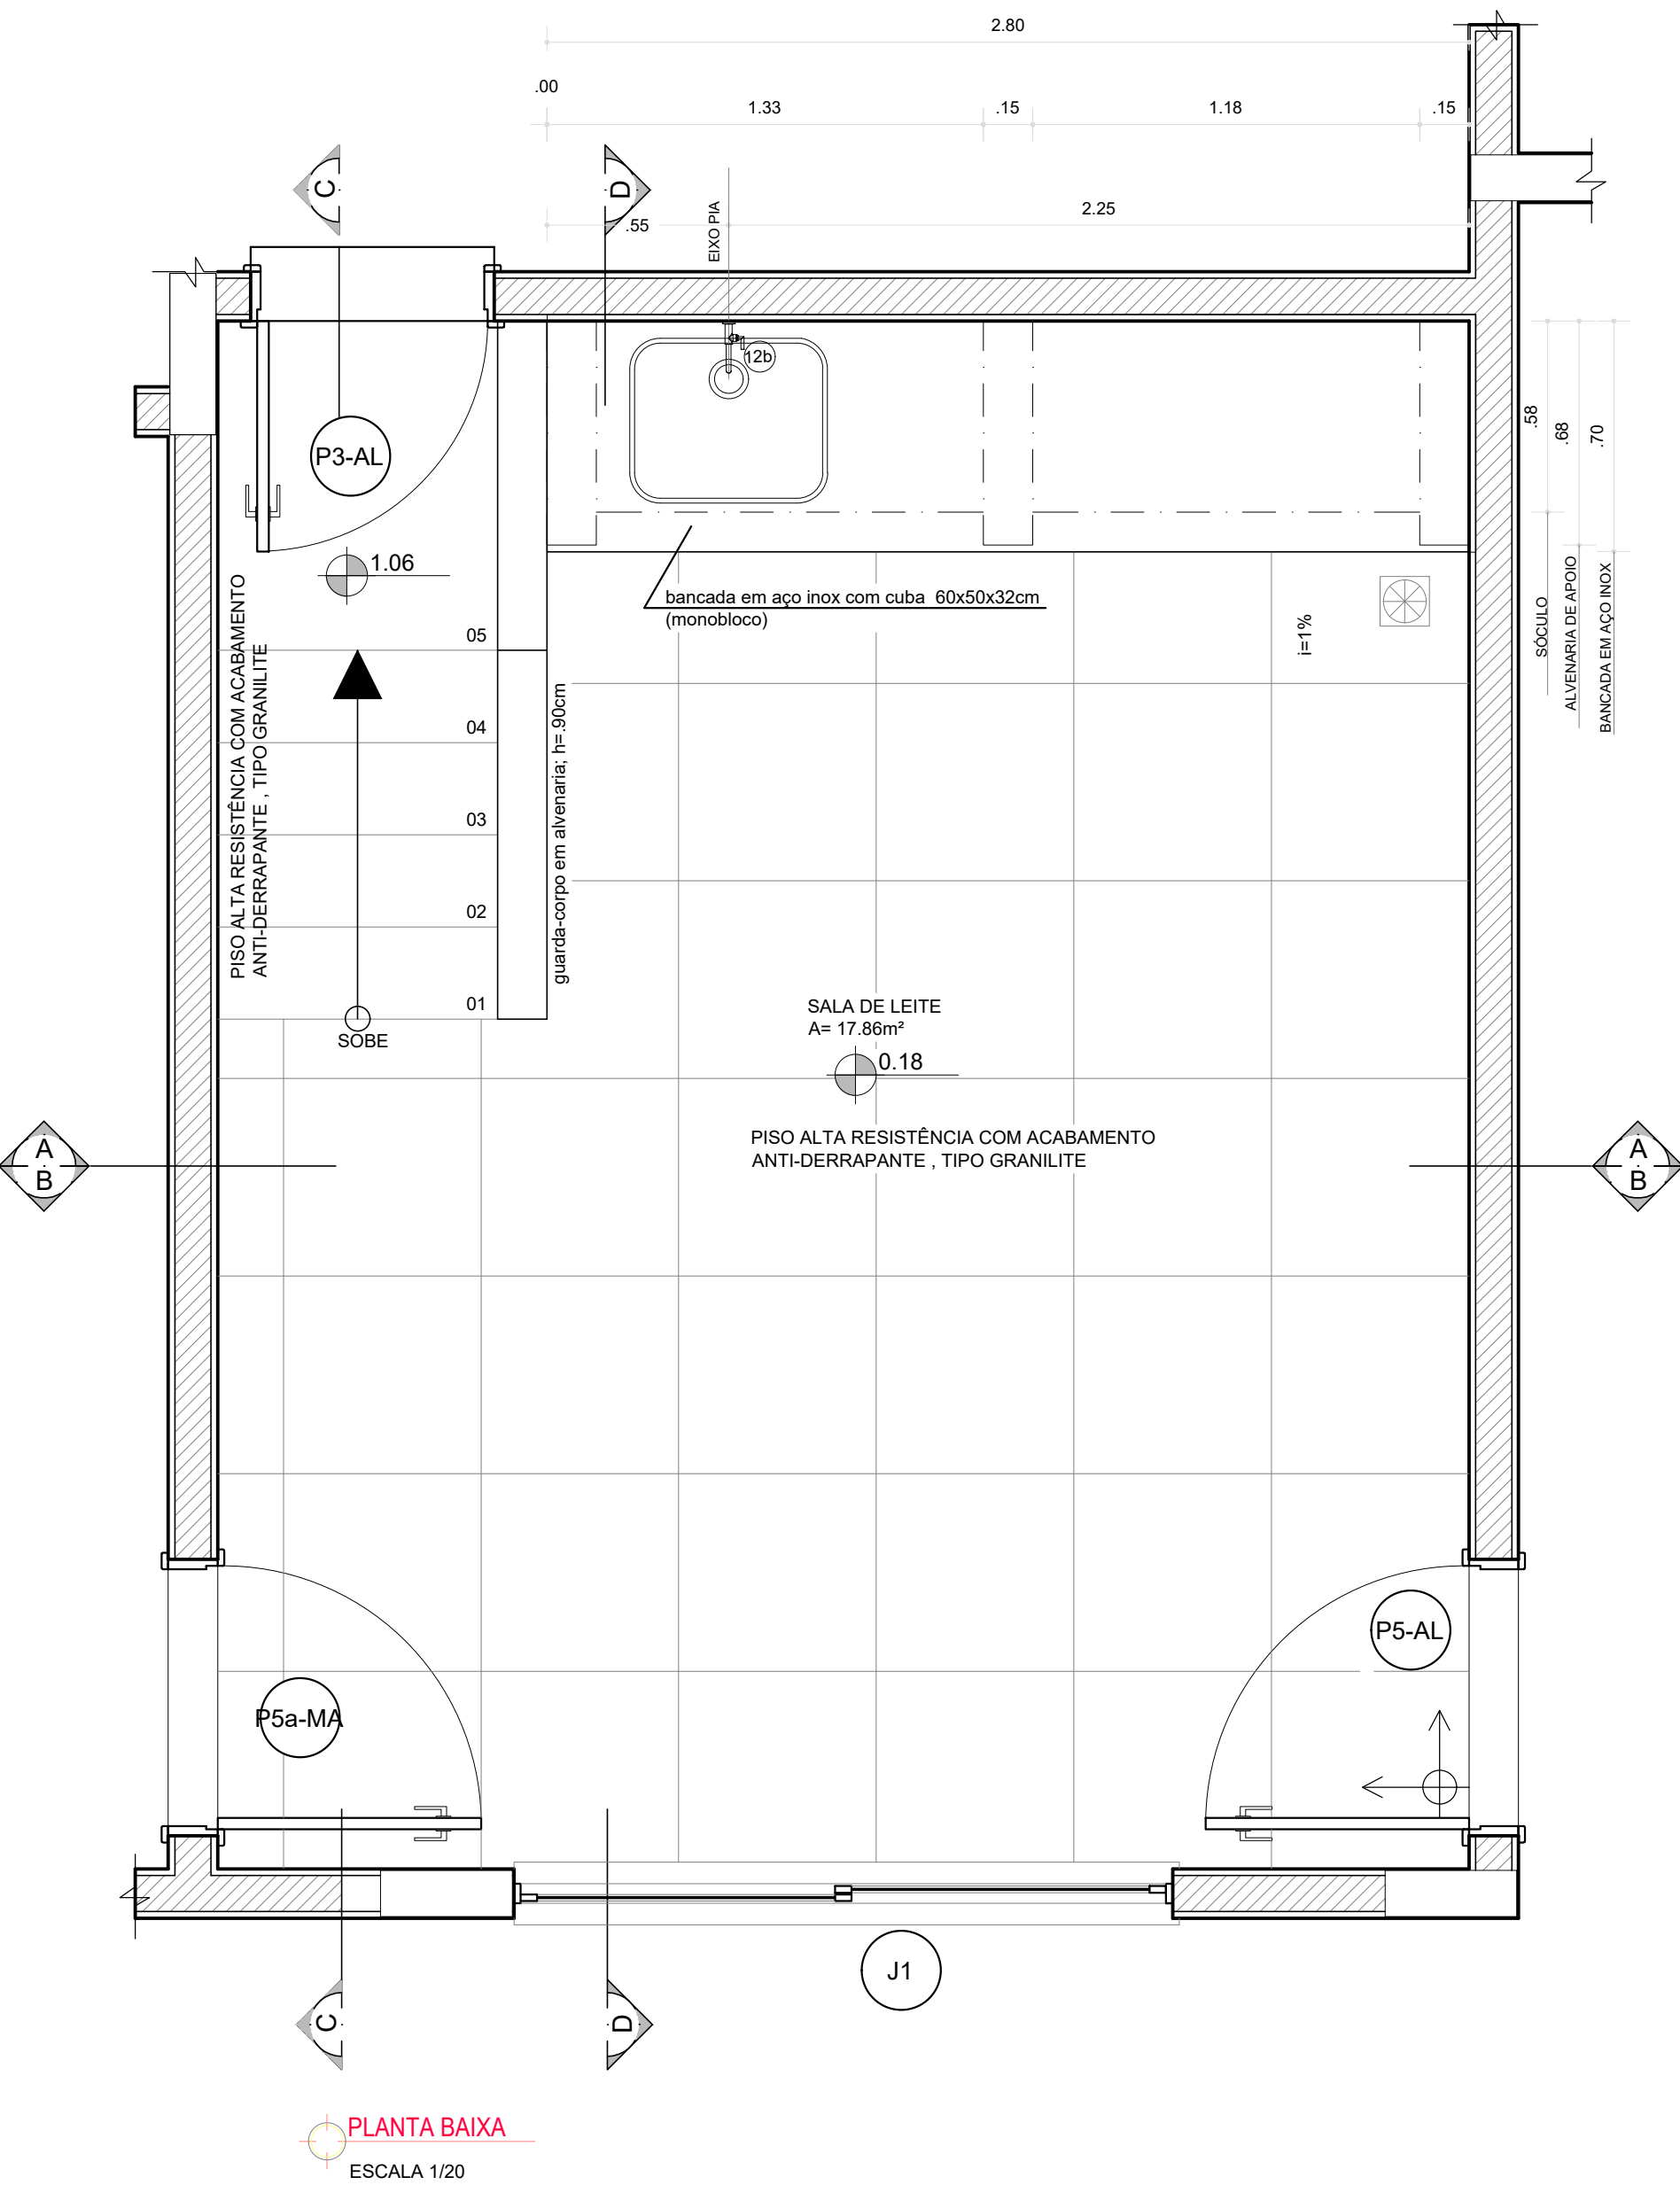 2.80
.00
1.33
.15
1.18
.15
C
D
.55
EIXO PIA
2.25
12b
P3-AL
.58
.68
.70
1.06
bancada em aço inox com cuba 60x50x32cm
(monobloco)
i=1%
SÓCULO
ALVENARIA DE APOIO
BANCADA EM AÇO INOX
PISO ALTA RESISTÊNCIA COM ACABAMENTO
ANTI-DERRAPANTE , TIPO GRANILITE
05
04
03
02
01
guarda-corpo em alvenaria; h=.90cm
SOBE
SALA DE LEITE
A= 17.86m²
0.18
PISO ALTA RESISTÊNCIA COM ACABAMENTO
ANTI-DERRAPANTE , TIPO GRANILITE
A
B
A
B
P5-AL
P5a-MA
J1
C
D
PLANTA BAIXA
ESCALA 1/20